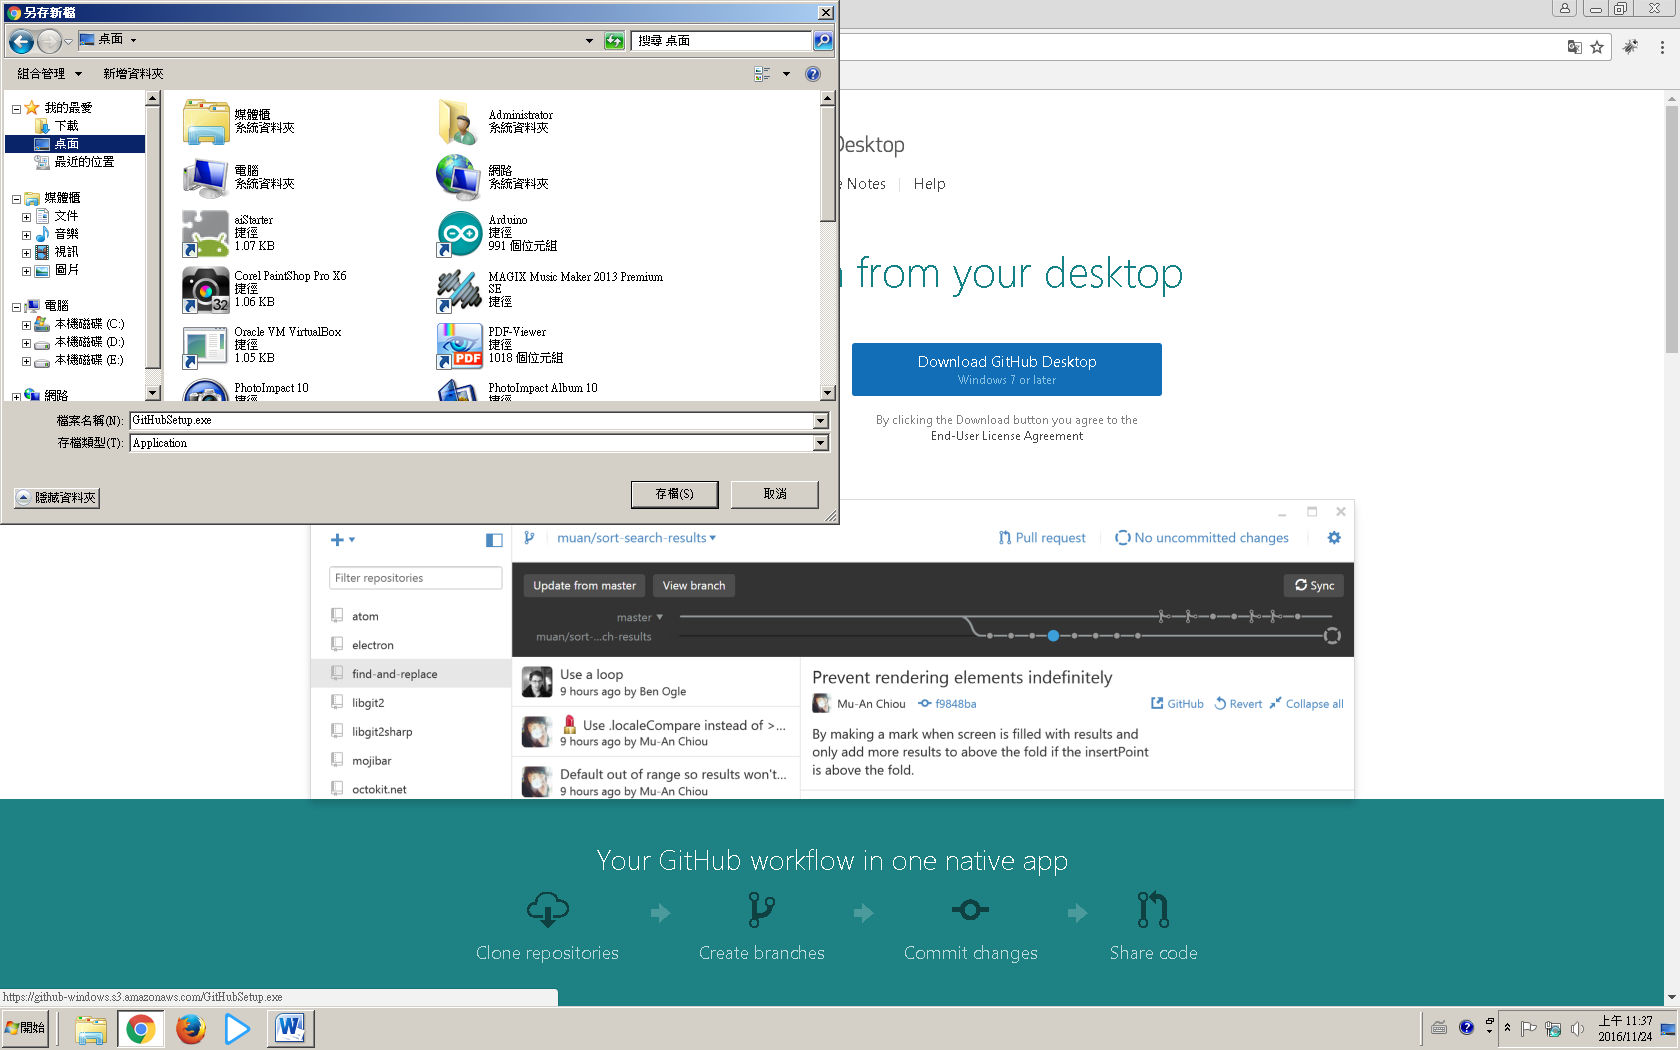 另存新檔
桌面
搜尋 桌面
組合管理
新增資料夾
我的最愛
下載
桌面
最近的位置
媒體櫃
文件
音樂
視訊
圖片
電腦
本機磁碟 (C:)
本機磁碟 (D:)
本機磁碟 (E:)
網路
媒體櫃
系統資料夾
Administrator
系統資料夾
電腦
系統資料夾
網路
系統資料夾
aiStarter
捷徑
1.07 KB
Arduino
捷徑
991 個位元組
Corel PaintShop Pro X6
捷徑
1.06 KB
MAGIX Music Maker 2013 Premium
SE
捷徑
Oracle VM VirtualBox
捷徑
1.05 KB
PDF-Viewer
捷徑
1018 個位元組
PhotoImpact 10
捷徑
PhotoImpact Album 10
捷徑
檔案名稱(N):
GitHubSetup.exe
存檔類型(T):
Application
隱藏資料夾
存檔(S)
取消
Desktop
Notes
Help
from your desktop
Download GitHub Desktop
Windows 7 or later
By clicking the Download button you agree to the
End-User License Agreement
muan/sort-search-results
Pull request
No uncommitted changes
Filter repositories
Update from master
View branch
Sync
master
muan/sort-...ch-results
atom
electron
find-and-replace
libgit2
libgit2sharp
mojibar
octokit.net
Use a loop
9 hours ago by Ben Ogle
Use .localeCompare instead of >...
9 hours ago by Mu-An Chiou
Default out of range so results won't...
9 hours ago by Mu-An Chiou
Prevent rendering elements indefinitely
Mu-An Chiou
f9848ba
GitHub
Revert
Collapse all
By making a mark when screen is filled with results and
only add more results to above the fold if the insertPoint
is above the fold.
Your GitHub workflow in one native app
Clone repositories
Create branches
Commit changes
Share code
https://github-windows.s3.amazonaws.com/GitHubSetup.exe
開始
上午 11:37
2016/11/24